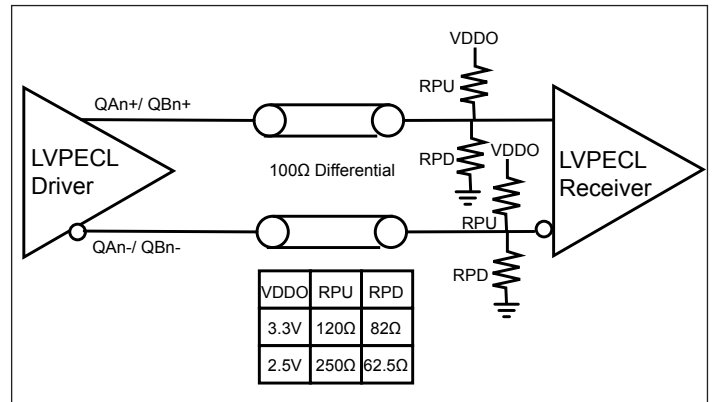 VDDO
RPU
QAn+/ QBn+
LVPECL
Driver
100Ω Differential
RPD
VDDO
LVPECL
Receiver
RPU
QAn-/ QBn-
RPD
VDDO RPU RPD
3.3V 120Ω 82Ω
2.5V 250Ω 62.5Ω